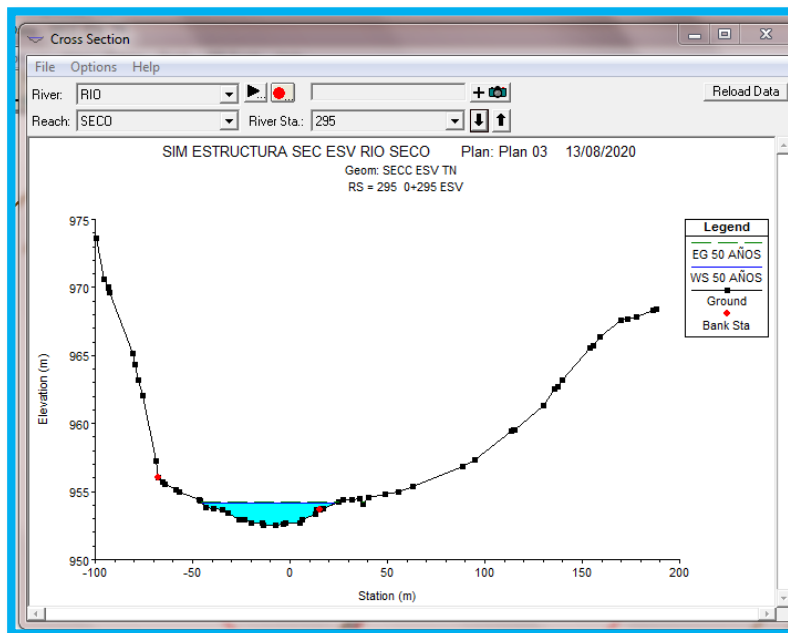 Cross Section
File Options Help
River: RIO
Reload Data
Reach: SECO River Sta.: 295
SIM ESTRUCTURA SEC ESV RIO SECO Plan: Plan 03 13/08/2020
Geom: SECC ESV TN
RS = 295 0+295 ESV
Legend
EG 50 AÑOS
WS 50 AÑOS
Ground
Bank Sta
Elevation (m)
975
970
965
960
955
950
-100 -50 0 50 100 150 200
Station (m)